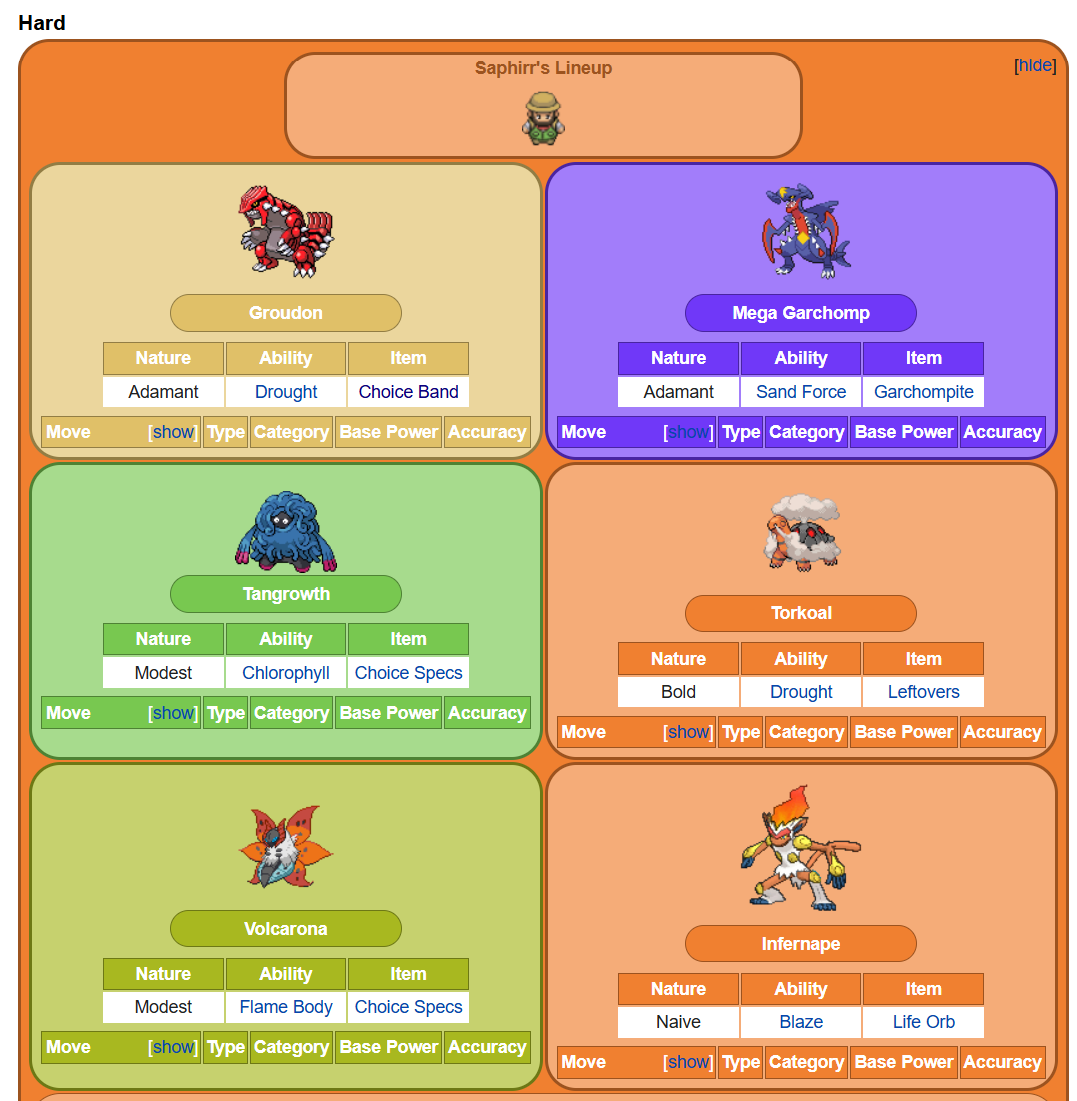 Hard
Saphirr's Lineup
[hide]
Groudon
Nature Ability Item
Adamant Drought Choice Band
Move [show] Type Category Base Power Accuracy
Mega Garchomp
Nature Ability Item
Adamant Sand Force Garchompite
Move [show] Type Category Base Power Accuracy
Tangrowth
Nature Ability Item
Modest Chlorophyll Choice Specs
Move [show] Type Category Base Power Accuracy
Torkoal
Nature Ability Item
Bold Drought Leftovers
Move [show] Type Category Base Power Accuracy
Volcarona
Nature Ability Item
Modest Flame Body Choice Specs
Move [show] Type Category Base Power Accuracy
Infernape
Nature Ability Item
Naive Blaze Life Orb
Move [show] Type Category Base Power Accuracy